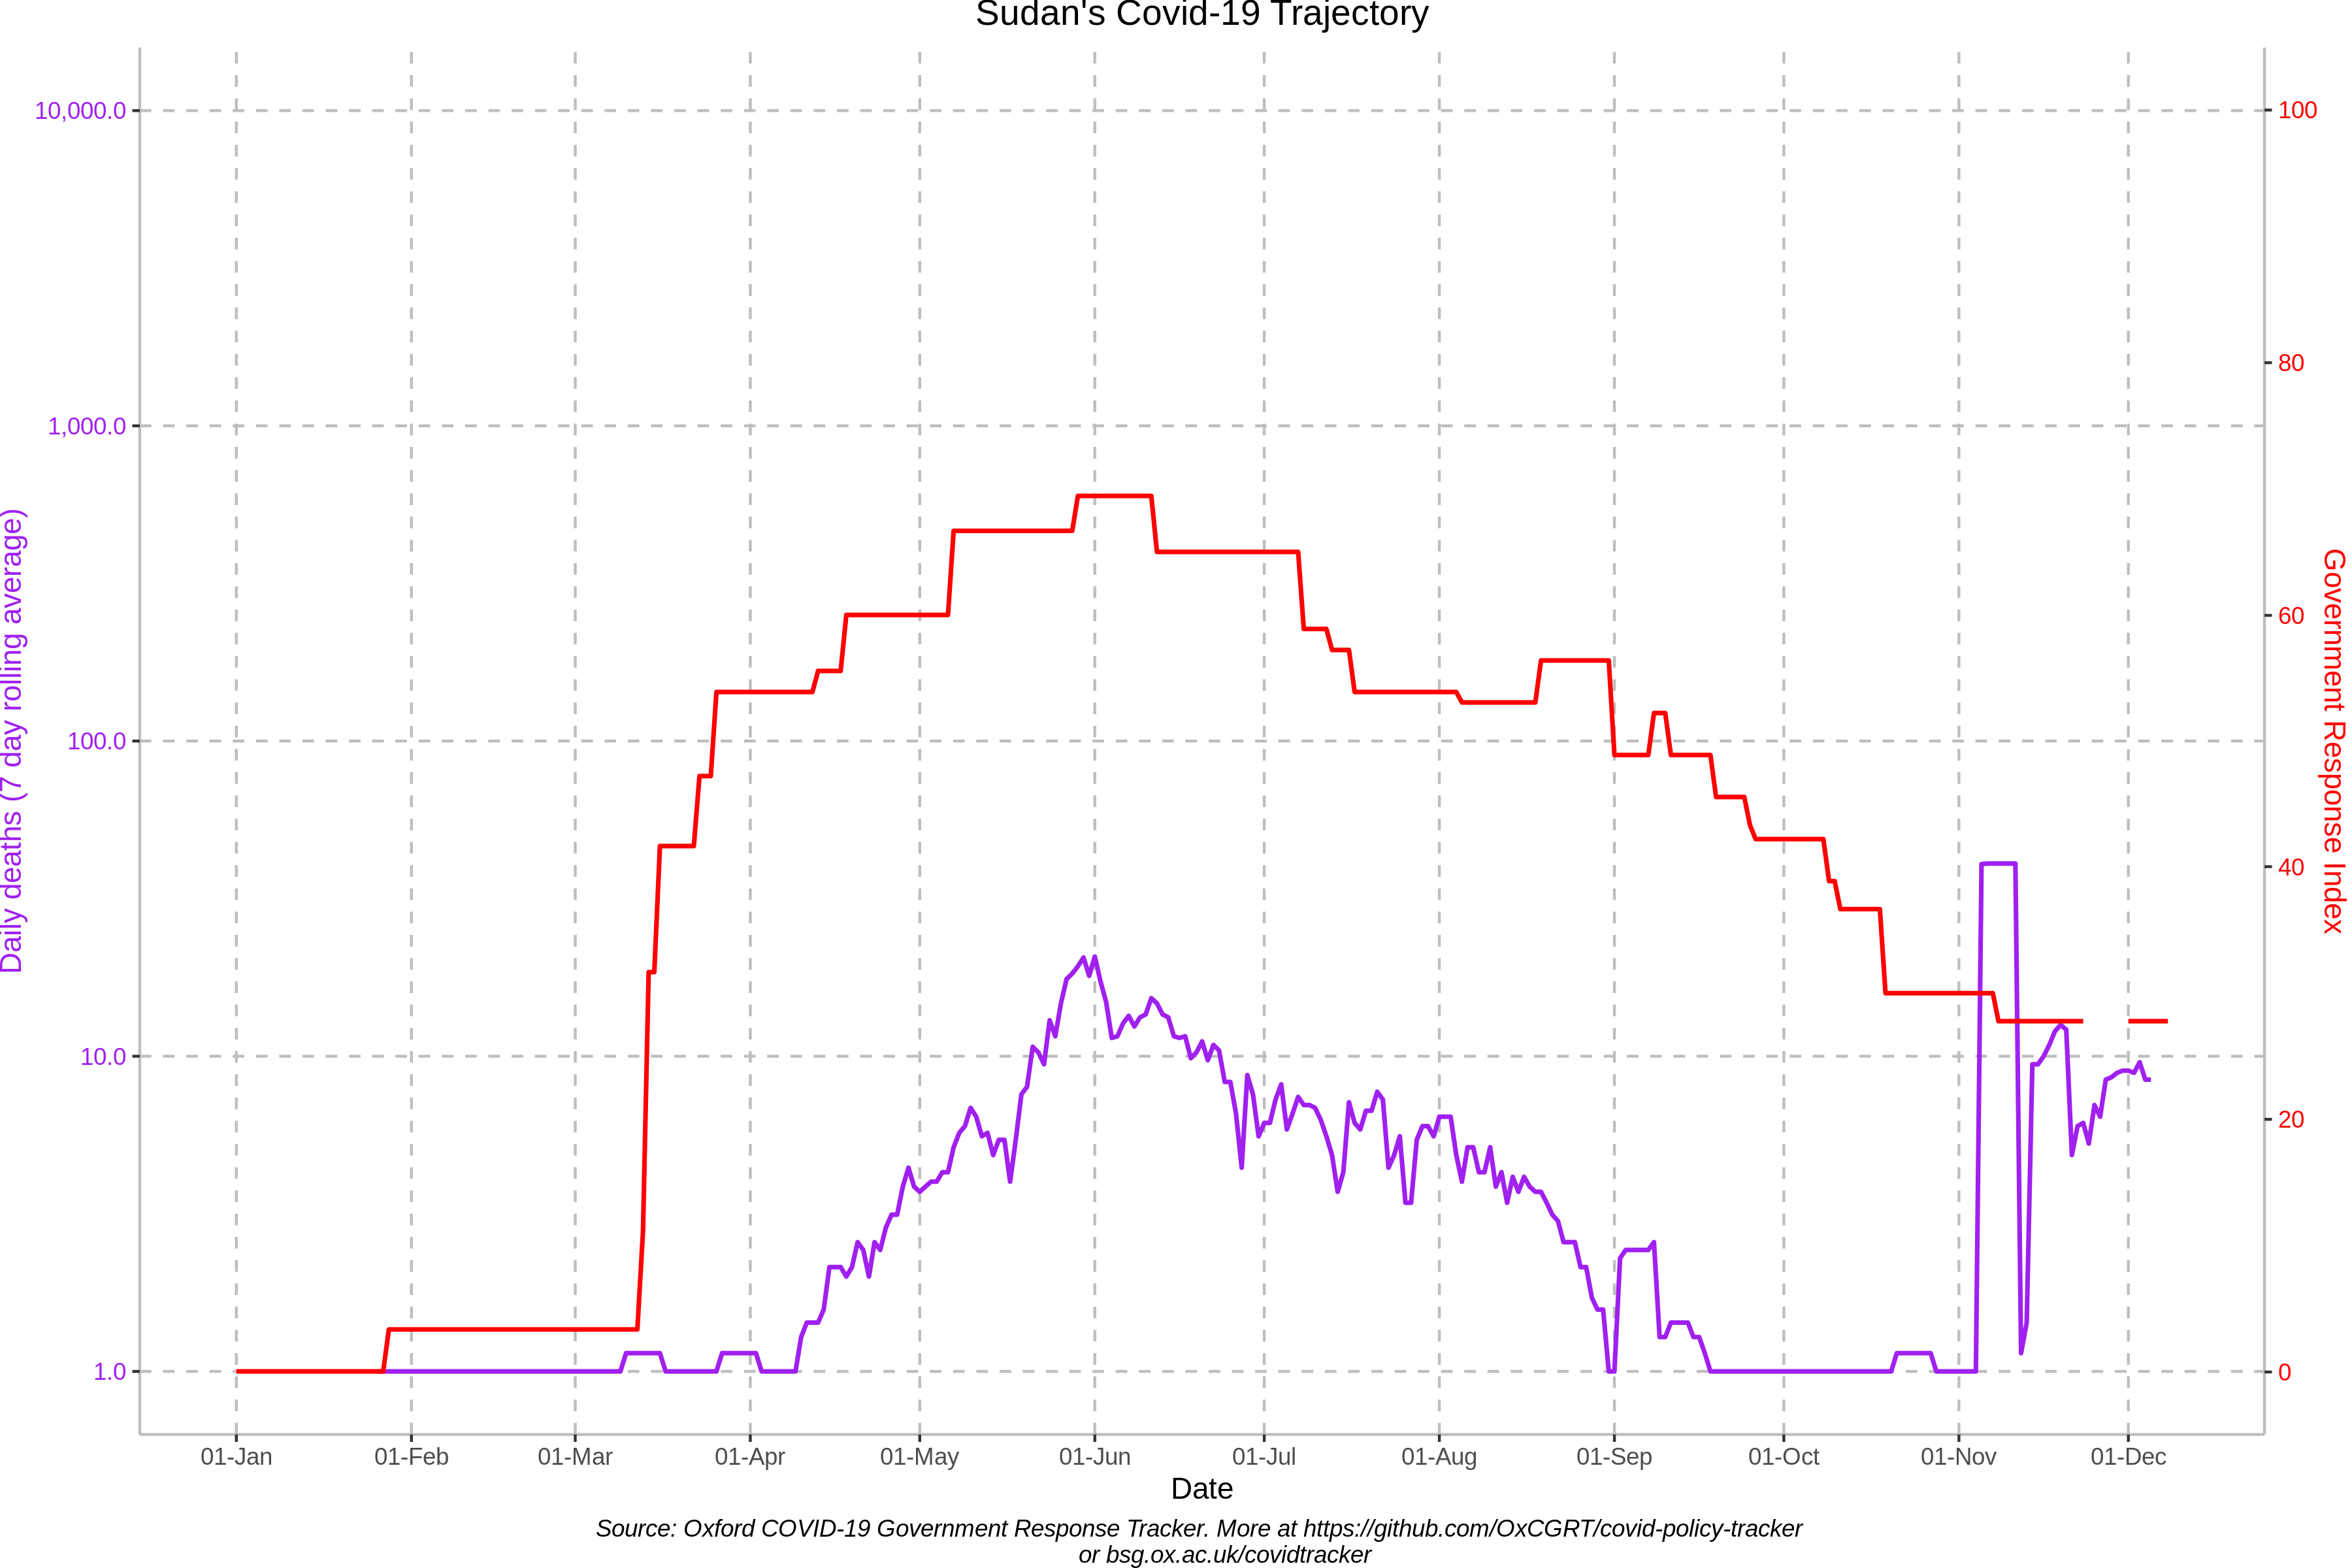 Sudan's Covid-19 Trajectory
10,000.0
1,000.0
100.0
10.0
1.0
Daily deaths (7 day rolling average)
100
80
60
40
20
0
Government Response Index
01-Jan 01-Feb 01-Mar 01-Apr 01-May 01-Jun 01-Jul 01-Aug 01-Sep 01-Oct 01-Nov 01-Dec
Date
Source: Oxford COVID-19 Government Response Tracker. More at https://github.com/OxCGRT/covid-policy-tracker
or bsg.ox.ac.uk/covidtracker